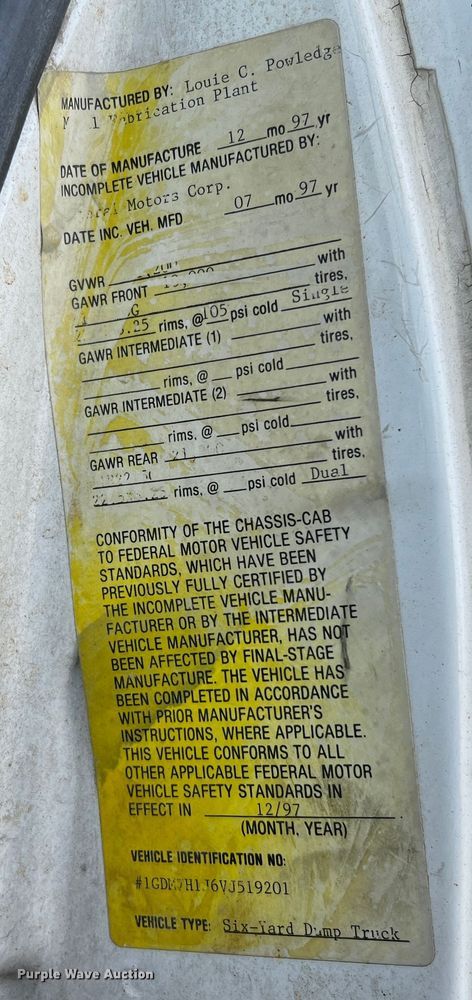 MANUFACTURED BY: Louie C. Powledge
Plant
DATE OF MANUFACTURE 12 mo 97 yr
INCOMPLETE VEHICLE MANUFACTURED BY:
Motors Corp.
DATE INC. VEH. MFD 07 mo 97 yr
GVWR
GAWR FRONT with
tires,
rims, @ 105 psi cold Single
GAWR INTERMEDIATE (1) with
tires,
rims, @ psi cold
GAWR INTERMEDIATE (2) with
tires,
rims, @ psi cold
GAWR REAR with
tires,
rims, @ psi cold Dual
CONFORMITY OF THE CHASSIS-CAB
TO FEDERAL MOTOR VEHICLE SAFETY
STANDARDS, WHICH HAVE BEEN
PREVIOUSLY FULLY CERTIFIED BY
THE INCOMPLETE VEHICLE MANU-
FACTURER OR BY THE INTERMEDIATE
VEHICLE MANUFACTURER, HAS NOT
BEEN AFFECTED BY FINAL-STAGE
MANUFACTURE. THE VEHICLE HAS
BEEN COMPLETED IN ACCORDANCE
WITH PRIOR MANUFACTURER'S
INSTRUCTIONS, WHERE APPLICABLE.
THIS VEHICLE CONFORMS TO ALL
OTHER APPLICABLE FEDERAL MOTOR
VEHICLE SAFETY STANDARDS IN
EFFECT IN 12/97
(MONTH, YEAR)
VEHICLE IDENTIFICATION NO:
#1GDM7H1J6VJ519201
VEHICLE TYPE: Six-Yard Dump Truck
Purple Wave Auction